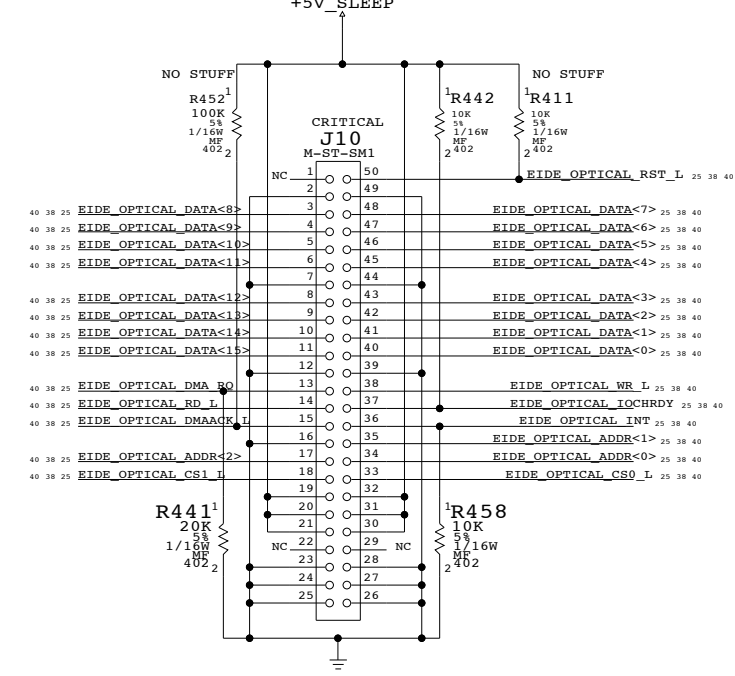 +5V_SLEEP
NO STUFF
NO STUFF
R452 1
100K
5%
1/16W
MF
402 2
1 R442
10K
5%
1/16W
MF
2 402
1 R411
10K
5%
1/16W
MF
2 402
CRITICAL
J10
M-ST-SM1
NC 1 50 EIDE_OPTICAL_RST_L 25 38 40
2 49
40 38 25 EIDE_OPTICAL_DATA<8> 3 48 EIDE_OPTICAL_DATA<7> 25 38 40
40 38 25 EIDE_OPTICAL_DATA<9> 4 47 EIDE_OPTICAL_DATA<6> 25 38 40
40 38 25 EIDE_OPTICAL_DATA<10> 5 46 EIDE_OPTICAL_DATA<5> 25 38 40
40 38 25 EIDE_OPTICAL_DATA<11> 6 45 EIDE_OPTICAL_DATA<4> 25 38 40
7 44
40 38 25 EIDE_OPTICAL_DATA<12> 8 43 EIDE_OPTICAL_DATA<3> 25 38 40
40 38 25 EIDE_OPTICAL_DATA<13> 9 42 EIDE_OPTICAL_DATA<2> 25 38 40
40 38 25 EIDE_OPTICAL_DATA<14> 10 41 EIDE_OPTICAL_DATA<1> 25 38 40
40 38 25 EIDE_OPTICAL_DATA<15> 11 40 EIDE_OPTICAL_DATA<0> 25 38 40
12 39
40 38 25 EIDE_OPTICAL_DMA_RQ 13 38 EIDE_OPTICAL_WR_L 25 38 40
40 38 25 EIDE_OPTICAL_RD_L 14 37 EIDE_OPTICAL_IOCHRDY 25 38 40
40 38 25 EIDE_OPTICAL_DMAACK_L 15 36 EIDE_OPTICAL_INT 25 38 40
16 35 EIDE_OPTICAL_ADDR<1> 25 38 40
40 38 25 EIDE_OPTICAL_ADDR<2> 17 34 EIDE_OPTICAL_ADDR<0> 25 38 40
40 38 25 EIDE_OPTICAL_CS1_L 18 33 EIDE_OPTICAL_CS0_L 25 38 40
19 32
20 31
21 30
NC 22 29 NC
23 28
24 27
25 26
R441 1
20K
5%
1/16W
MF
402 2
1 R458
10K
5%
1/16W
MF
2 402